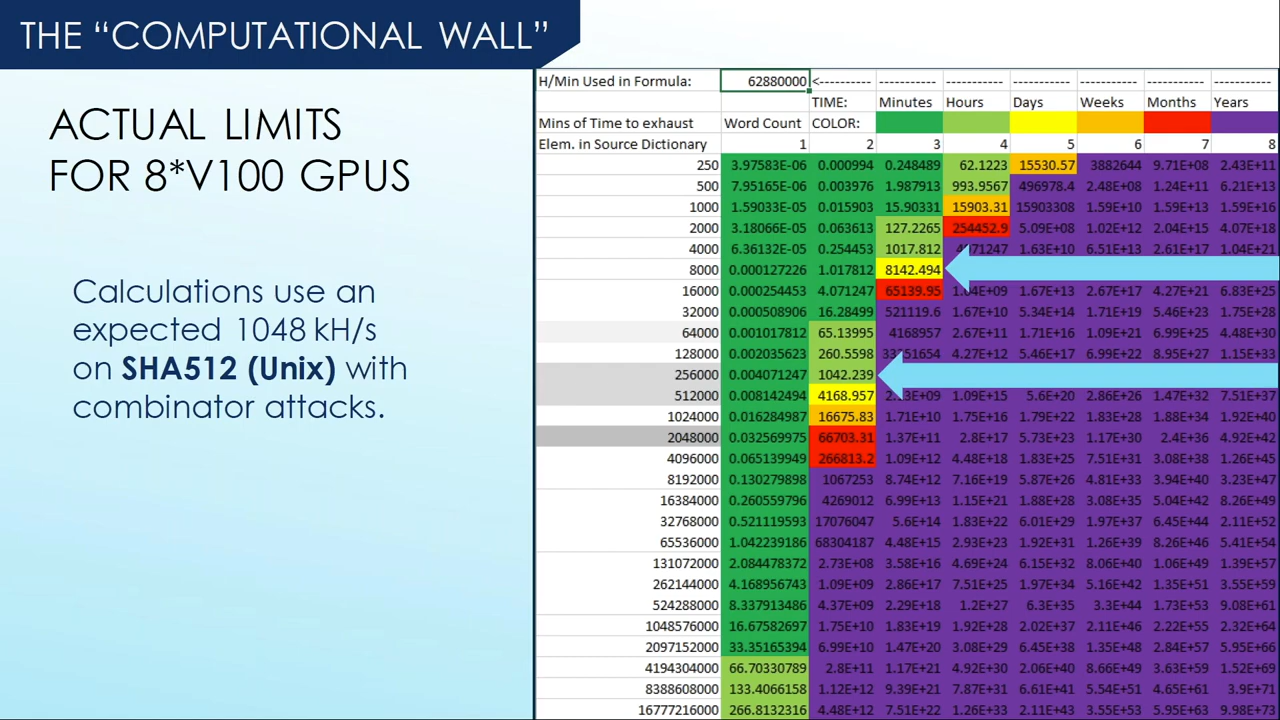 THE “COMPUTATIONAL WALL”
ACTUAL LIMITS
FOR 8*V100 GPUS
Calculations use an
expected 1048 kH/s
on SHA512 (Unix) with
combinator attacks.
H/Min Used in Formula: 62880000 <---------- ----------- ---------- ----------- ---------- ----------- ----------
TIME: Minutes Hours Days Weeks Months Years
Mins of Time to exhaust Word Count COLOR:
Elem. in Source Dictionary 1 2 3 4 5 6 7 8
250 3.97583E-06 0.000994 0.248489 62.1223 15530.57 3882644 9.71E+08 2.43E+11
500 7.95165E-06 0.003976 1.987913 993.9567 496978.4 2.48E+08 1.24E+11 6.21E+13
1000 1.59033E-05 0.015903 15.90331 15903.31 15903308 1.59E+10 1.59E+13 1.59E+16
2000 3.18066E-05 0.063613 127.2265 254452.9 5.09E+08 1.02E+12 2.04E+15 4.07E+18
4000 6.36132E-05 0.254453 1017.812 1.63E+10 6.51E+13 2.61E+17 1.04E+21
8000 0.000127226 1.017812 8142.494
16000 0.000254453 4.071247 65139.95 1.67E+13 2.67E+17 4.27E+21 6.83E+25
32000 0.000508906 16.28499 521119.6 1.67E+10 5.34E+14 1.71E+19 5.46E+23 1.75E+28
64000 0.001017812 65.13995 4168957 2.67E+11 1.71E+16 1.09E+21 6.99E+25 4.48E+30
128000 0.002035623 260.5598 4.27E+12 5.46E+17 6.99E+22 8.95E+27 1.15E+33
256000 0.004071247 1042.239
512000 0.008142494 4168.957 1.09E+15 5.6E+20 2.86E+26 1.47E+32 7.51E+37
1024000 0.016284987 16675.83 1.71E+10 1.75E+16 1.79E+22 1.83E+28 1.88E+34 1.92E+40
2048000 0.032569975 66703.31 1.37E+11 2.8E+17 5.73E+23 1.17E+30 2.4E+36 4.92E+42
4096000 0.065139949 266813.2 1.09E+12 4.48E+18 1.83E+25 7.51E+31 3.08E+38 1.26E+45
8192000 0.130279898 1067253 8.74E+12 7.16E+19 5.87E+26 4.81E+33 3.94E+40 3.23E+47
16384000 0.260559796 4269012 6.99E+13 1.15E+21 1.88E+28 3.08E+35 5.04E+42 8.26E+49
32768000 0.521119593 17076047 5.6E+14 1.83E+22 6.01E+29 1.97E+37 6.45E+44 2.11E+52
65536000 1.042239186 68304187 4.48E+15 2.93E+23 1.92E+31 1.26E+39 8.26E+46 5.41E+54
131072000 2.084478372 2.73E+08 3.58E+16 4.69E+24 6.15E+32 8.06E+40 1.06E+49 1.39E+57
262144000 4.168956743 1.09E+09 2.86E+17 7.51E+25 1.97E+34 5.16E+42 1.35E+51 3.55E+59
524288000 8.337913486 4.37E+09 2.29E+18 1.2E+27 6.3E+35 3.3E+44 1.73E+53 9.08E+61
1048576000 16.67582697 1.75E+10 1.83E+19 1.92E+28 2.02E+37 2.11E+46 2.22E+55 2.32E+64
2097152000 33.35165394 6.99E+10 1.47E+20 3.08E+29 6.45E+38 1.35E+48 2.84E+57 5.95E+66
4194304000 66.70330789 2.8E+11 1.17E+21 4.92E+30 2.06E+40 8.66E+49 3.63E+59 1.52E+69
8388608000 133.4066158 1.12E+12 9.39E+21 7.87E+31 6.61E+41 5.54E+51 4.65E+61 3.9E+71
16777216000 266.8132316 4.48E+12 7.51E+22 1.26E+33 2.11E+43 3.55E+53 5.95E+63 9.98E+73